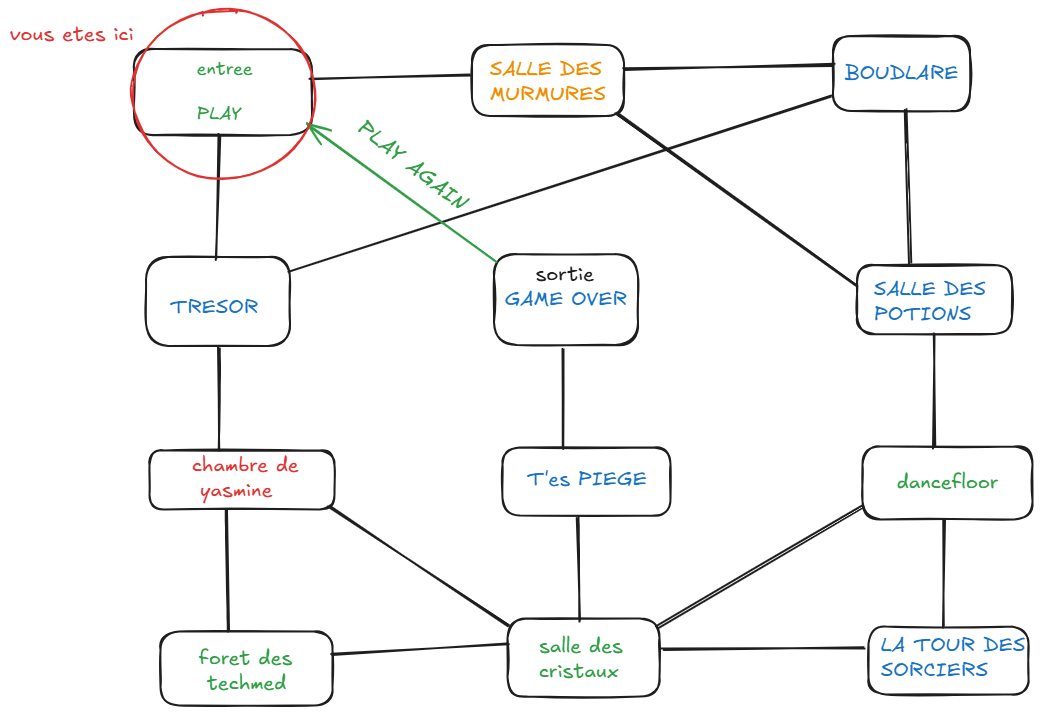 vous etes ici
entree
PLAY
SALLE DES
MURMURES
BOUDLARE
PLAY AGAIN
TRESOR
sortie
GAME OVER
SALLE DES
POTIONS
chambre de
yasmine
T'es PIEGE
dancefloor
foret des
techmed
salle des
cristaux
LA TOUR DES
SORCIERS